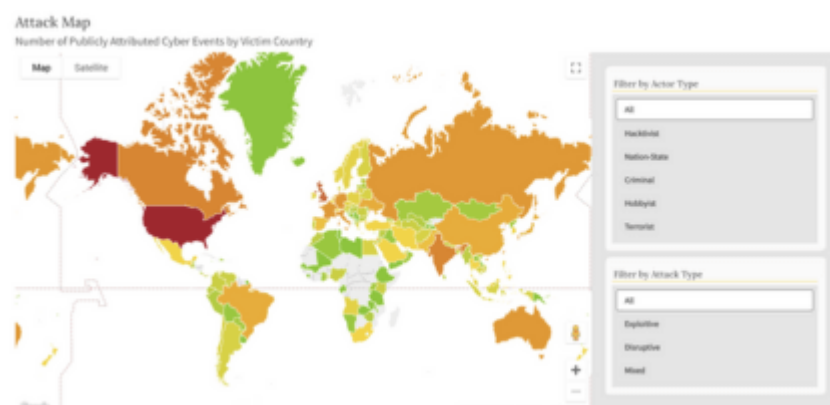 Attack Map
Number of Publicly Attributed Cyber Events by Victim Country
Map
Satellite
Filter by Actor Type
All
Hacktivist
Nation-State
Criminal
Hobbyist
Terrorist
Filter by Attack Type
All
Exploitive
Disruptive
Mixed